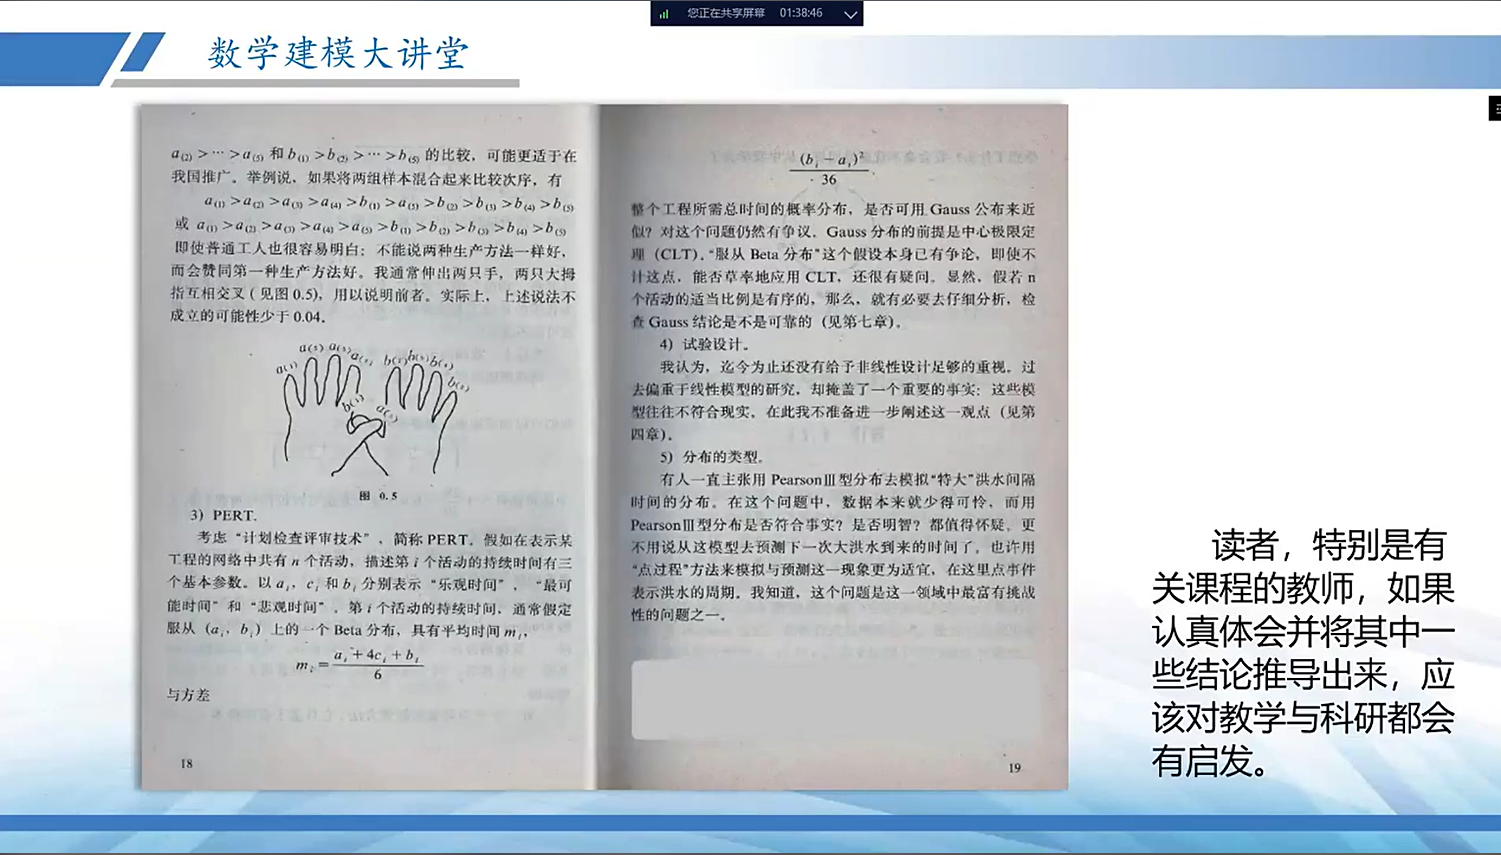 您正在共享屏幕 01:38:46
数学建模大讲堂
a(2)>⋯>a(5) 和 b(1)>b(2)>⋯>b(5) 的比较，可能更适于在
我国推广。举例说，如果将两组样本混合起来比较次序，有
a(1)>a(2)>a(3)>a(4)>b(1)>a(5)>b(2)>b(3)>b(4)>b(5)
或 a(1)>a(2)>a(3)>a(4)>a(5)>b(1)>b(2)>b(3)>b(4)>b(5)
即使普通工人也很容易明白：不能说两种生产方法一样好，
而会赞同第一种生产方法好。我通常伸出两只手，两只大拇
指互相交叉（见图0.5)，用以说明前者。实际上，上述说法不
成立的可能性少于0.04。
图 0.5
3) PERT.
考虑“计划检查评审技术”，简称 PERT。假如在表示某
工程的网络中共有 n 个活动，描述第 i 个活动的持续时间有三
个基本参数。以 aᵢ，cᵢ 和 bᵢ 分别表示“乐观时间”，“最可
能时间”和“悲观时间”。第 i 个活动的持续时间，通常假定
服从（aᵢ，bᵢ）上的一个 Beta 分布，具有平均时间 mᵢ，
mᵢ = (aᵢ + 4cᵢ + bᵢ) / 6
与方差
18
(bᵢ − aᵢ)² / 36
整个工程所需总时间的概率分布，是否可用 Gauss 公布来近
似？对这个问题仍然有争议。Gauss 分布的前提是中心极限定
理（CLT）。“服从 Beta 分布”这个假设本身已有争论，即使不
计这点，能否草率地应用 CLT，还很有疑问。显然，假若 n
个活动的适当比例是有序的，那么，就有必要去仔细分析，检
查 Gauss 结论是不是可靠的（见第七章）。
4) 试验设计。
我认为，迄今为止还没有给予非线性设计足够的重视。过
去偏重于线性模型的研究，却掩盖了一个重要的事实：这些模
型往往不符合现实。在此我不准备进一步阐述这一观点（见第
四章）。
5) 分布的类型。
有人一直主张用 PearsonⅢ型分布去模拟“特大”洪水间隔
时间的分布。在这个问题中，数据本来就少得可怜，而用
PearsonⅢ型分布是否符合事实？是否明智？都值得怀疑。更
不用说从这模型去预测下一次大洪水到来的时间了。也许用
“点过程”方法来模拟与预测这一现象更为适宜，在这里点事件
表示洪水的周期。我知道，这个问题是这一领域中最富有挑战
性的问题之一。
19
读者，特别是有
关课程的教师，如果
认真体会并将其中一
些结论推导出来，应
该对教学与科研都会
有启发。